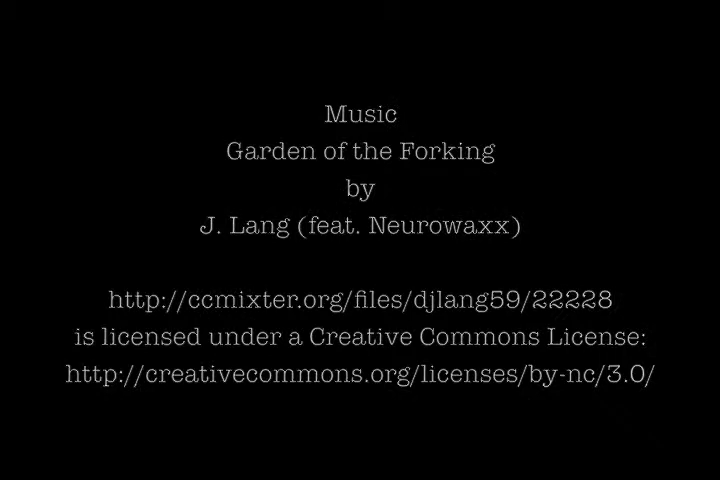 Music
Garden of the Forking
by
J. Lang (feat. Neurowaxx)
http://ccmixter.org/files/djlang59/22228
is licensed under a Creative Commons License:
http://creativecommons.org/licenses/by-nc/3.0/